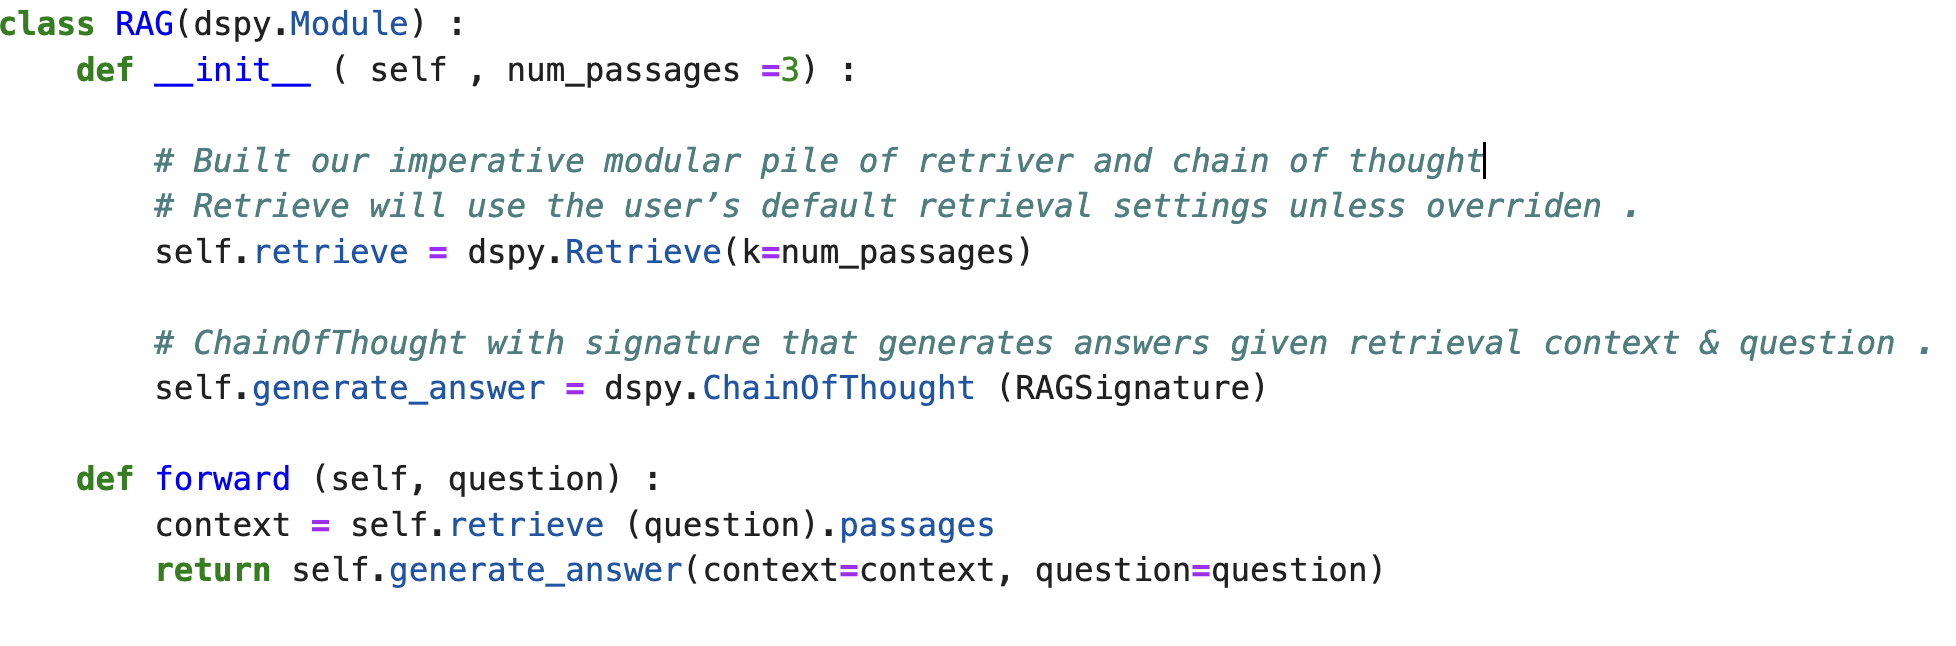 class RAG(dspy.Module) :
    def __init__ ( self , num_passages =3) :
        # Built our imperative modular pile of retriver and chain of thought
        # Retrieve will use the user’s default retrieval settings unless overriden .
        self.retrieve = dspy.Retrieve(k=num_passages)
        # ChainOfThought with signature that generates answers given retrieval context & question .
        self.generate_answer = dspy.ChainOfThought (RAGSignature)
    def forward (self, question) :
        context = self.retrieve (question).passages
        return self.generate_answer(context=context, question=question)